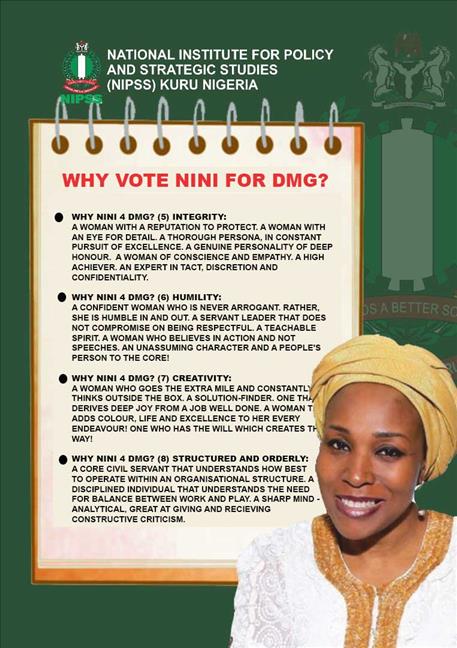 NATIONAL INSTITUTE FOR POLICY
AND STRATEGIC STUDIES
(NIPSS) KURU NIGERIA
NIPSS
WHY VOTE NINI FOR DMG?
WHY NINI 4 DMG? (5) INTEGRITY:
A WOMAN WITH A REPUTATION TO PROTECT. A WOMAN WITH
AN EYE FOR DETAIL. A THOROUGH PERSONA, IN CONSTANT
PURSUIT OF EXCELLENCE. A GENUINE PERSONALITY OF DEEP
HONOUR. A WOMAN OF CONSCIENCE AND EMPATHY. A HIGH
ACHIEVER. AN EXPERT IN TACT, DISCRETION AND
CONFIDENTIALITY.
WHY NINI 4 DMG? (6) HUMILITY:
A CONFIDENT WOMAN WHO IS NEVER ARROGANT. RATHER,
SHE IS HUMBLE IN AND OUT. A SERVANT LEADER THAT DOES
NOT COMPROMISE ON BEING RESPECTFUL. A TEACHABLE
SPIRIT. A WOMAN WHO BELIEVES IN ACTION AND NOT
SPEECHES. AN UNASSUMING CHARACTER AND A PEOPLE'S
PERSON TO THE CORE!
WHY NINI 4 DMG? (7) CREATIVITY:
A WOMAN WHO GOES THE EXTRA MILE AND CONSTANTLY
THINKS OUTSIDE THE BOX. A SOLUTION-FINDER. ONE THA
DERIVES DEEP JOY FROM A JOB WELL DONE. A WOMAN T
ADDS COLOUR, LIFE AND EXCELLENCE TO HER EVERY
ENDEAVOUR! ONE WHO HAS THE WILL WHICH CREATES TH
WAY!
WHY NINI 4 DMG? (8) STRUCTURED AND ORDERLY:
A CORE CIVIL SERVANT THAT UNDERSTANDS HOW BEST
TO OPERATE WITHIN AN ORGANISATIONAL STRUCTURE. A
DISCIPLINED INDIVIDUAL THAT UNDERSTANDS THE NEED
FOR BALANCE BETWEEN WORK AND PLAY. A SHARP MIND -
ANALYTICAL, GREAT AT GIVING AND RECIEVING
CONSTRUCTIVE CRITICISM.
A BETTER SO